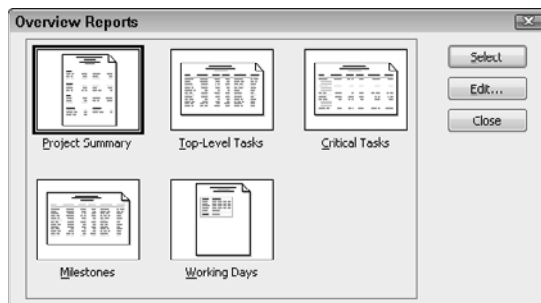 Overview Reports
Select
Edit...
Close
Project Summary
Top-Level Tasks
Critical Tasks
Milestones
Working Days